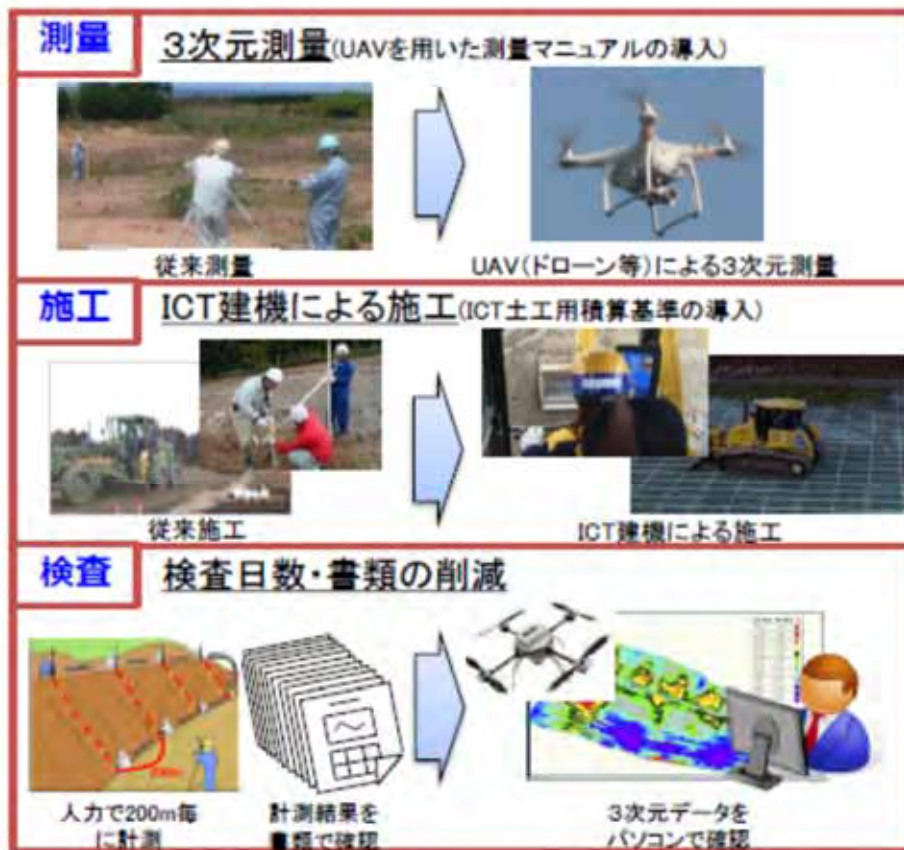 測量
3次元測量(UAVを用いた測量マニュアルの導入)
従来測量
UAV(ドローン等)による3次元測量
施工
ICT建機による施工(ICT土工用積算基準の導入)
従来施工
ICT建機による施工
検査
検査日数・書類の削減
人力で200m毎
に計測
計測結果を
書類で確認
3次元データを
パソコンで確認